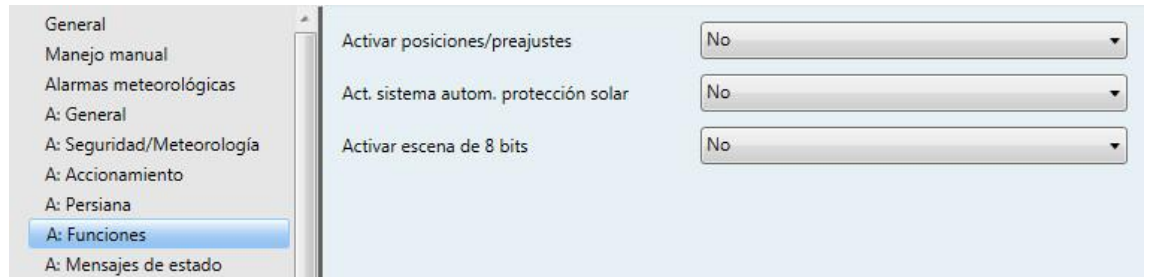 General
Manejo manual
Alarmas meteorológicas
A: General
A: Seguridad/Meteorología
A: Accionamiento
A: Persiana
A: Funciones
A: Mensajes de estado
Activar posiciones/preajustes No
Act. sistema autom. protección solar No
Activar escena de 8 bits No